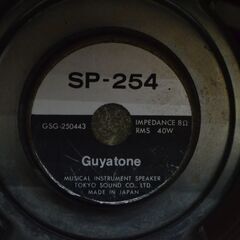 SP-254
GSG-250443
IMPEDANCE 8Ω
RMS 40W
Guyatone
MUSICAL INSTRUMENT SPEAKER
TOKYO SOUND CO., LTD.
MADE IN JAPAN